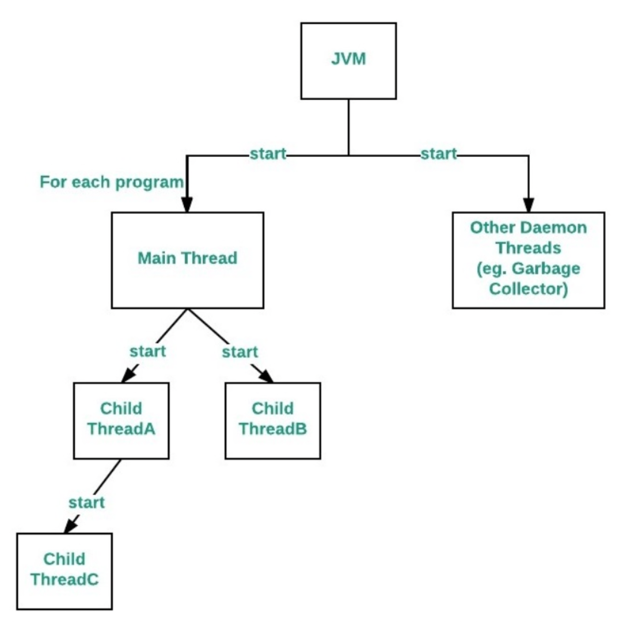 JVM
start
start
For each program
Main Thread
Other Daemon
Threads
(eg. Garbage
Collector)
start
start
Child
ThreadA
Child
ThreadB
start
Child
ThreadC